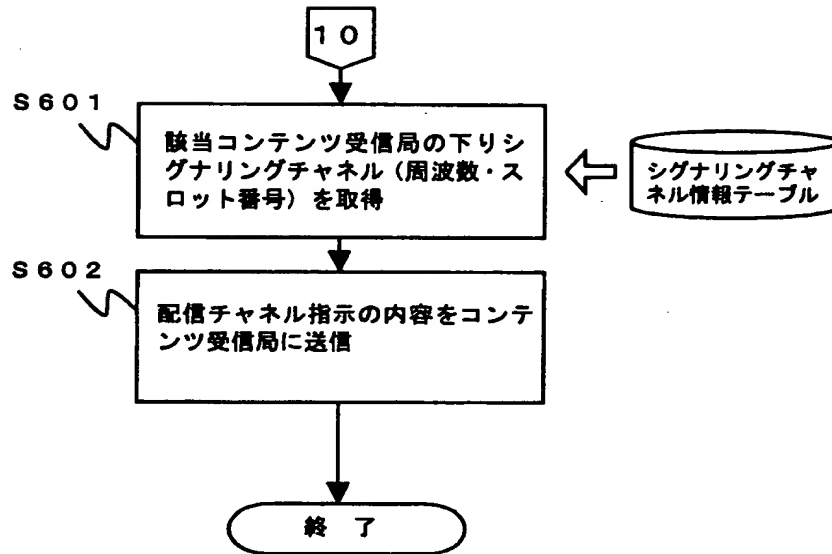 １０
Ｓ６０１
該当コンテンツ受信局の下りシ
グナリングチャネル（周波数・ス
ロット番号）を取得
シグナリングチャ
ネル情報テーブル
Ｓ６０２
配信チャネル指示の内容をコンテ
ンツ受信局に送信
終 了